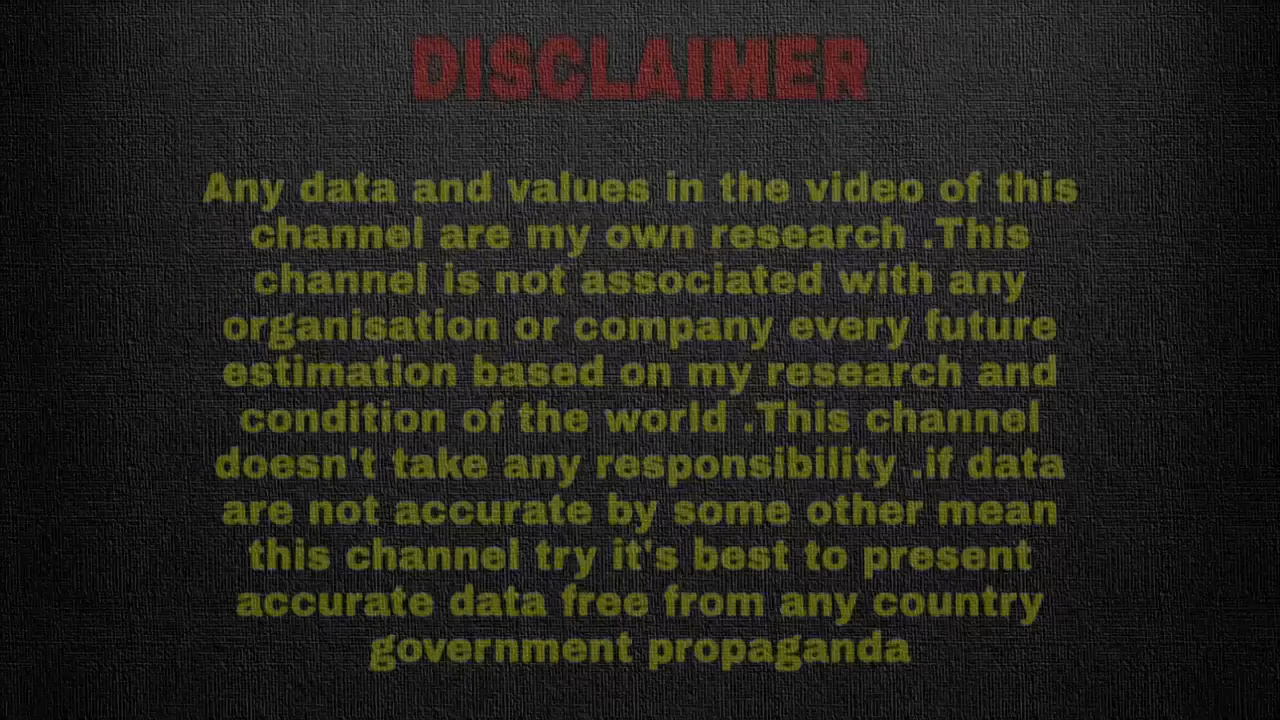 DISCLAIMER
Any data and values in the video of this
channel are my own research .This
channel is not associated with any
organisation or company every future
estimation based on my research and
condition of the world .This channel
doesn't take any responsibility .if data
are not accurate by some other mean
this channel try it's best to present
accurate data free from any country
government propaganda